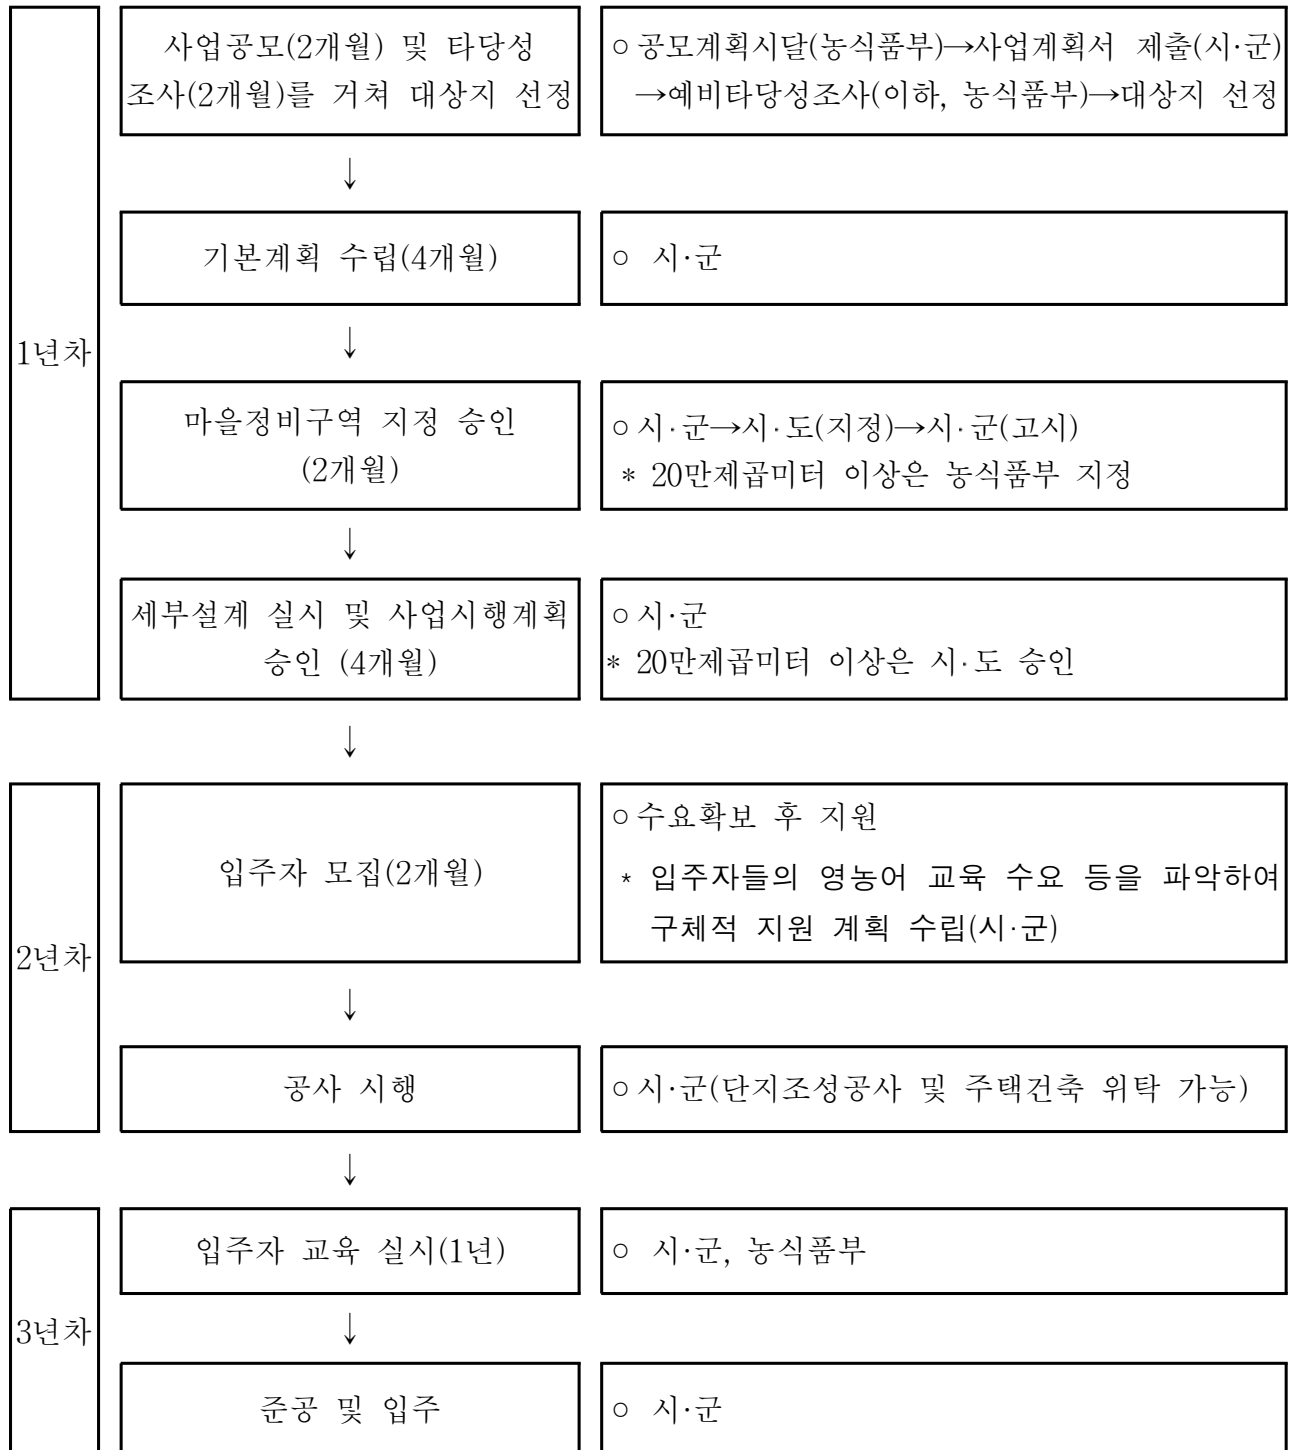 1년차
사업공모(2개월) 및 타당성
조사(2개월)를 거쳐 대상지 선정
○ 공모계획시달(농식품부)→사업계획서 제출(시·군)
→예비타당성조사(이하, 농식품부)→대상지 선정
↓
기본계획 수립(4개월)
○ 시·군
↓
마을정비구역 지정 승인
(2개월)
○ 시·군→시·도(지정)→시·군(고시)
* 20만제곱미터 이상은 농식품부 지정
↓
세부설계 실시 및 사업시행계획
승인 (4개월)
○ 시·군
* 20만제곱미터 이상은 시·도 승인
↓
2년차
입주자 모집(2개월)
○ 수요확보 후 지원
* 입주자들의 영농어 교육 수요 등을 파악하여
구체적 지원 계획 수립(시·군)
↓
공사 시행
○ 시·군(단지조성공사 및 주택건축 위탁 가능)
↓
3년차
입주자 교육 실시(1년)
○ 시·군, 농식품부
↓
준공 및 입주
○ 시·군